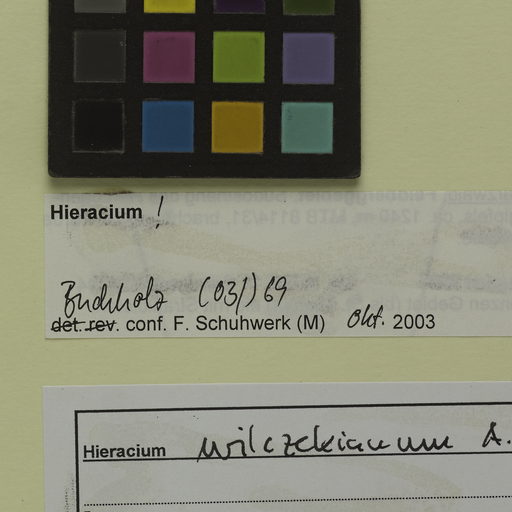 Hieracium !
Buchholz (03/) 69
det. rev. conf. F. Schuhwerk (M) Okt. 2003
Hieracium wilczekianum A.